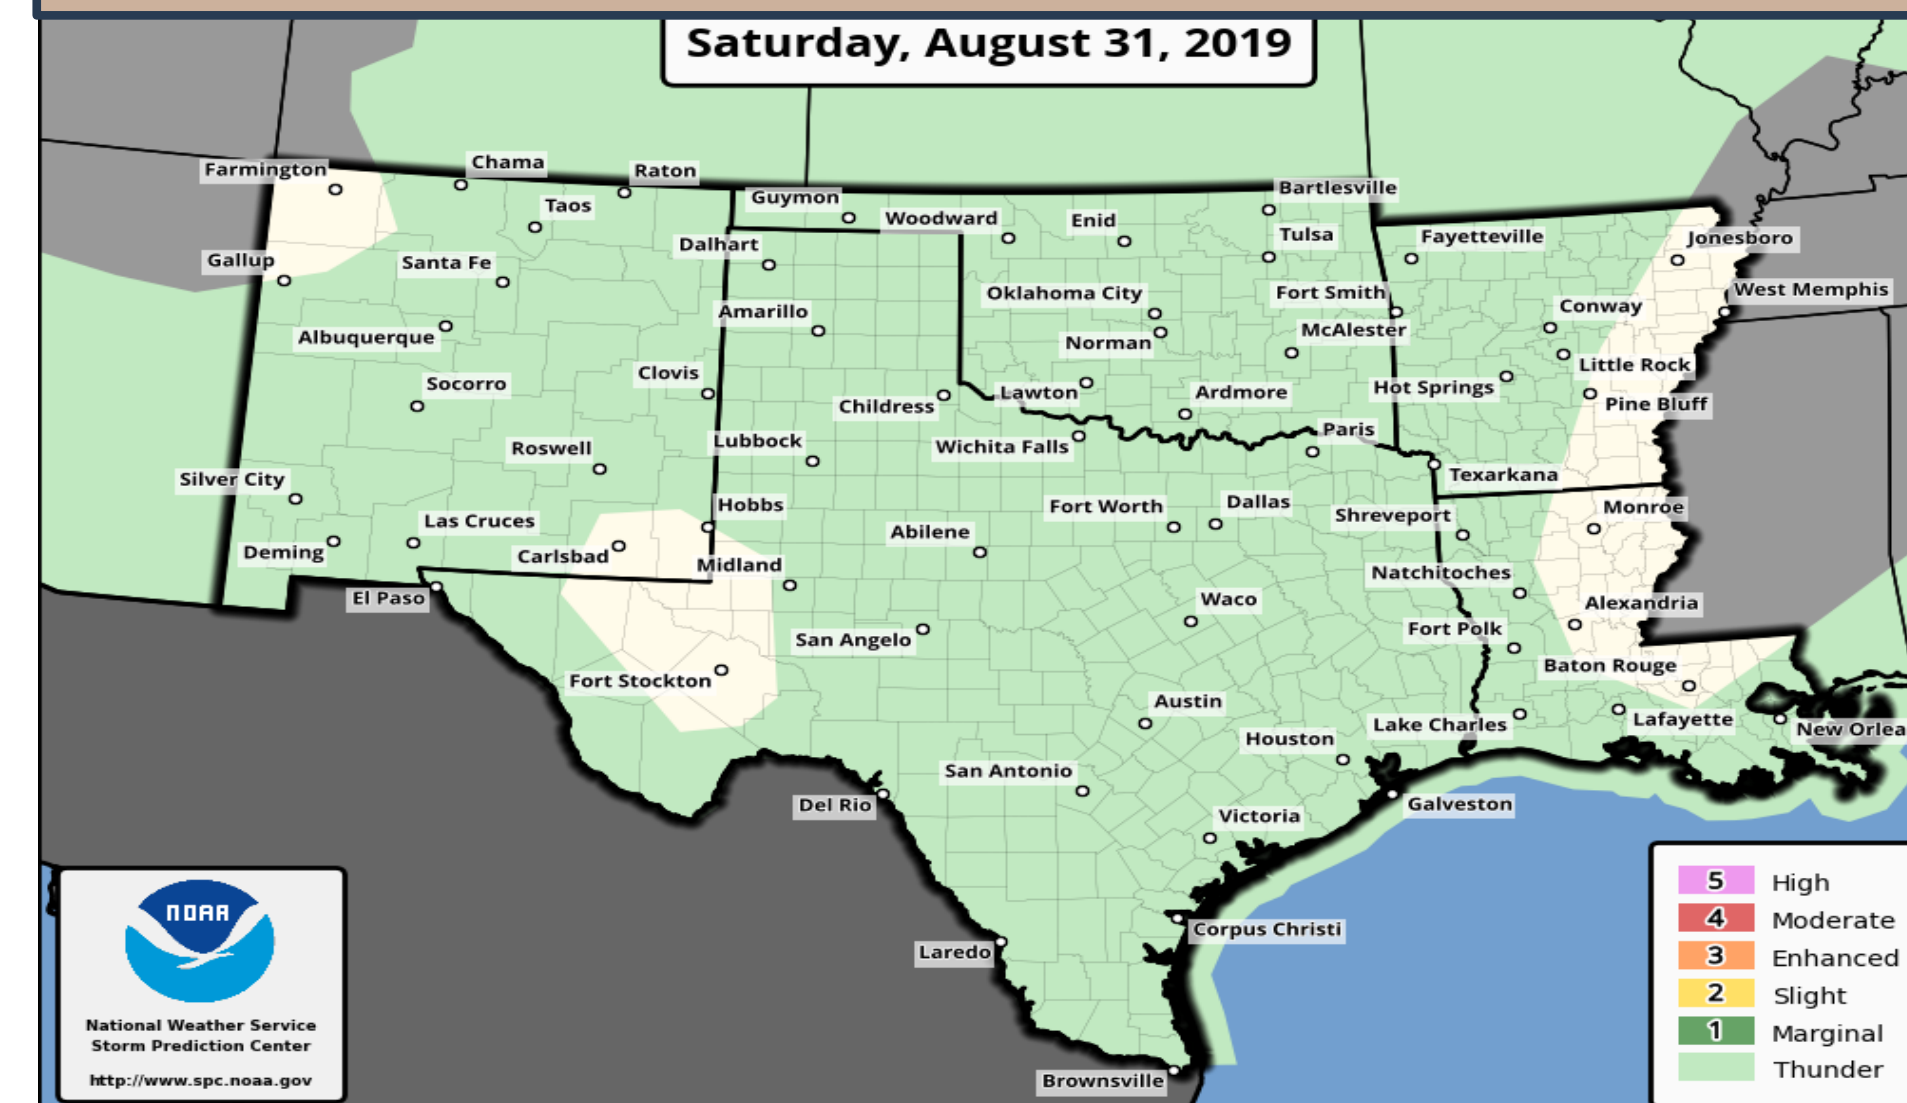 Saturday, August 31, 2019
Farmington
Chama
Raton
Taos
Guymon
Woodward
Enid
Bartlesville
Tulsa
Fayetteville
Jonesboro
Gallup
Santa Fe
Dalhart
Oklahoma City
Fort Smith
Conway
West Memphis
Albuquerque
Amarillo
Norman
McAlester
Little Rock
Socorro
Clovis
Childress
Lawton
Ardmore
Hot Springs
Pine Bluff
Roswell
Lubbock
Wichita Falls
Paris
Texarkana
Silver City
Las Cruces
Hobbs
Abilene
Fort Worth
Dallas
Shreveport
Monroe
Deming
Carlsbad
Midland
Natchitoches
El Paso
San Angelo
Waco
Fort Polk
Alexandria
Fort Stockton
Baton Rouge
Austin
Houston
Lake Charles
Lafayette
New Orlea
San Antonio
Del Rio
Victoria
Galveston
Corpus Christi
Laredo
Brownsville
NOAA
National Weather Service
Storm Prediction Center
http://www.spc.noaa.gov
5 High
4 Moderate
3 Enhanced
2 Slight
1 Marginal
Thunder